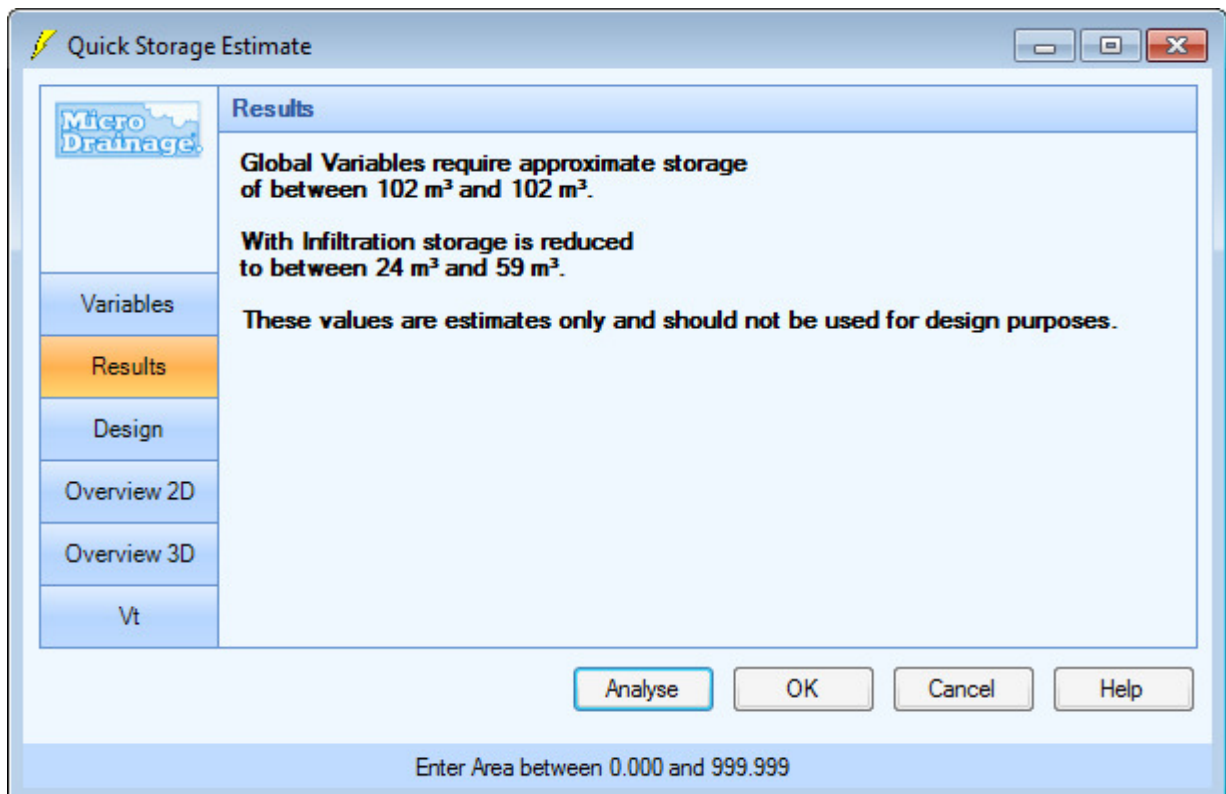 Quick Storage Estimate
Micro
Drainage.
Results
Global Variables require approximate storage
of between 102 m³ and 102 m³.
With Infiltration storage is reduced
to between 24 m³ and 59 m³.
These values are estimates only and should not be used for design purposes.
Variables
Results
Design
Overview 2D
Overview 3D
Vt
Analyse
OK
Cancel
Help
Enter Area between 0.000 and 999.999